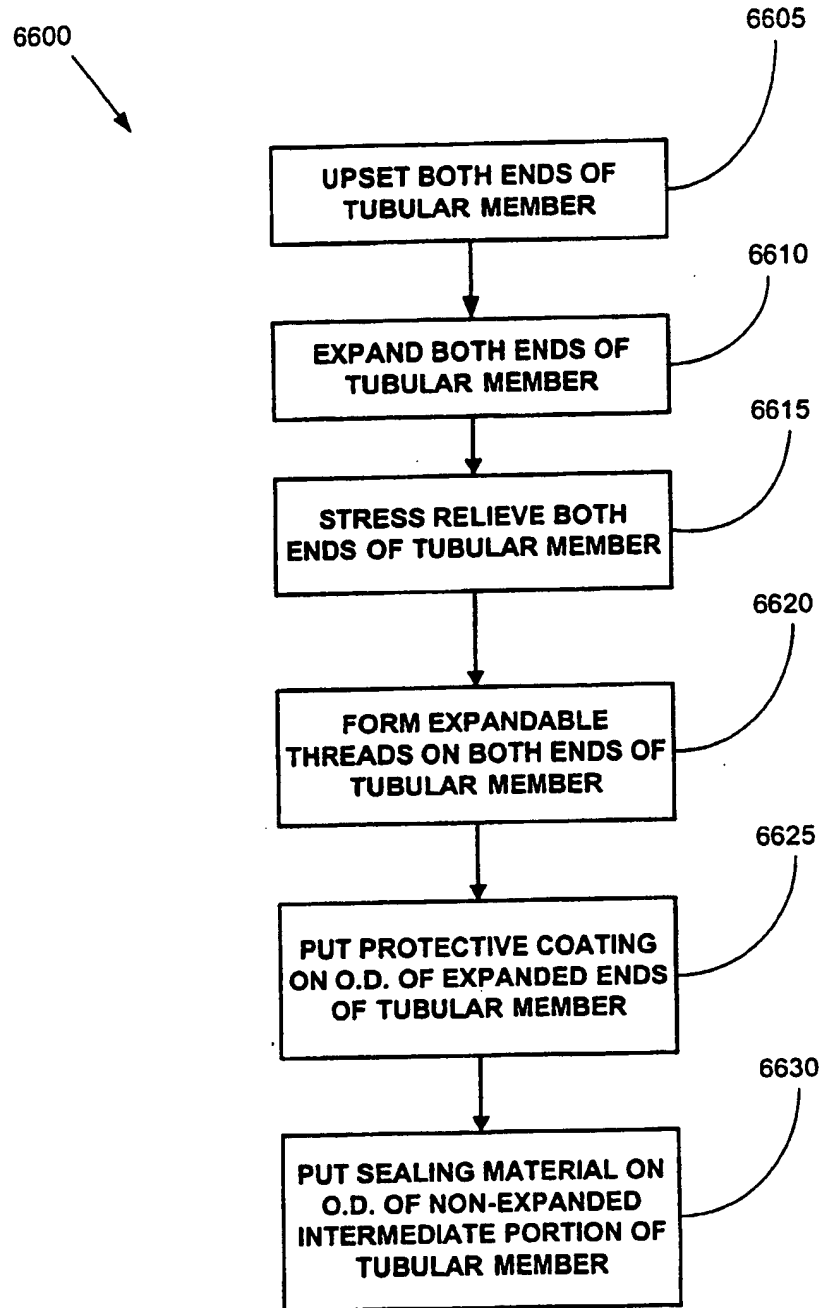 6600
6605
UPSET BOTH ENDS OF
TUBULAR MEMBER
6610
EXPAND BOTH ENDS OF
TUBULAR MEMBER
6615
STRESS RELIEVE BOTH
ENDS OF TUBULAR MEMBER
6620
FORM EXPANDABLE
THREADS ON BOTH ENDS OF
TUBULAR MEMBER
6625
PUT PROTECTIVE COATING
ON O.D. OF EXPANDED ENDS
OF TUBULAR MEMBER
6630
PUT SEALING MATERIAL ON
O.D. OF NON-EXPANDED
INTERMEDIATE PORTION OF
TUBULAR MEMBER